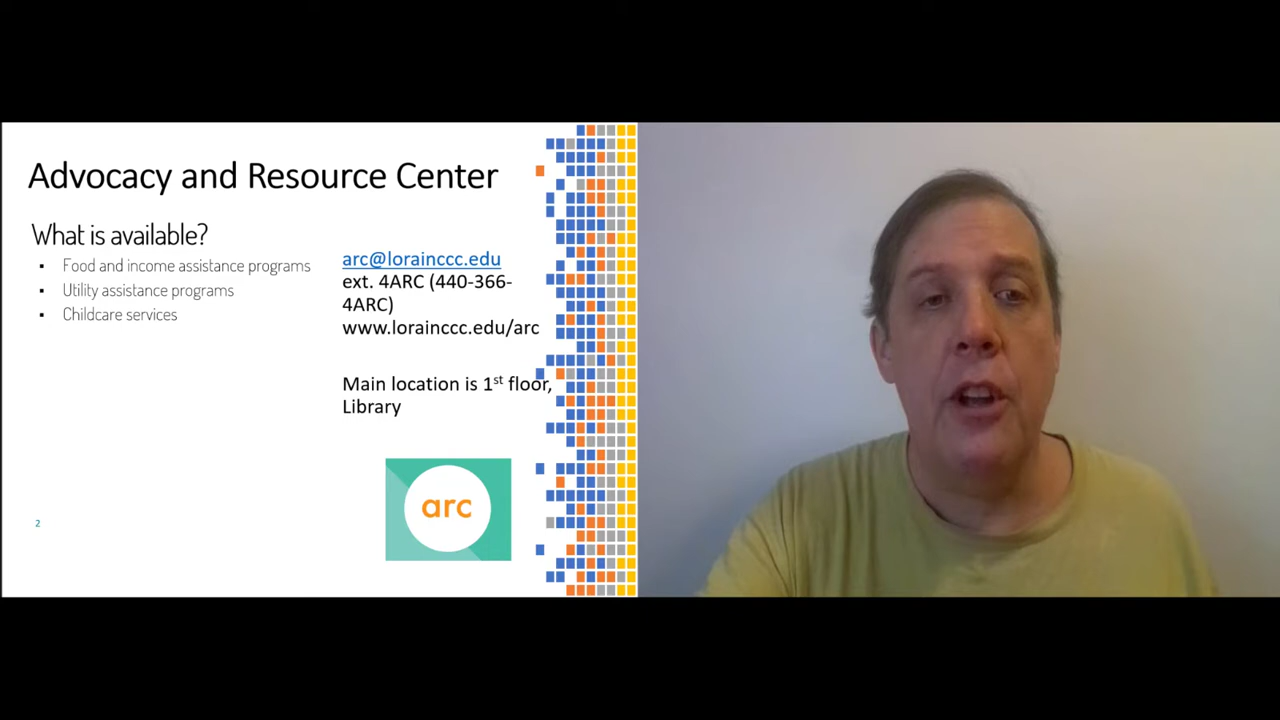 Advocacy and Resource Center
What is available?
▪ Food and income assistance programs
▪ Utility assistance programs
▪ Childcare services
arc@lorainccc.edu
ext. 4ARC (440-366-
4ARC)
www.lorainccc.edu/arc
Main location is 1st floor,
Library
arc
2